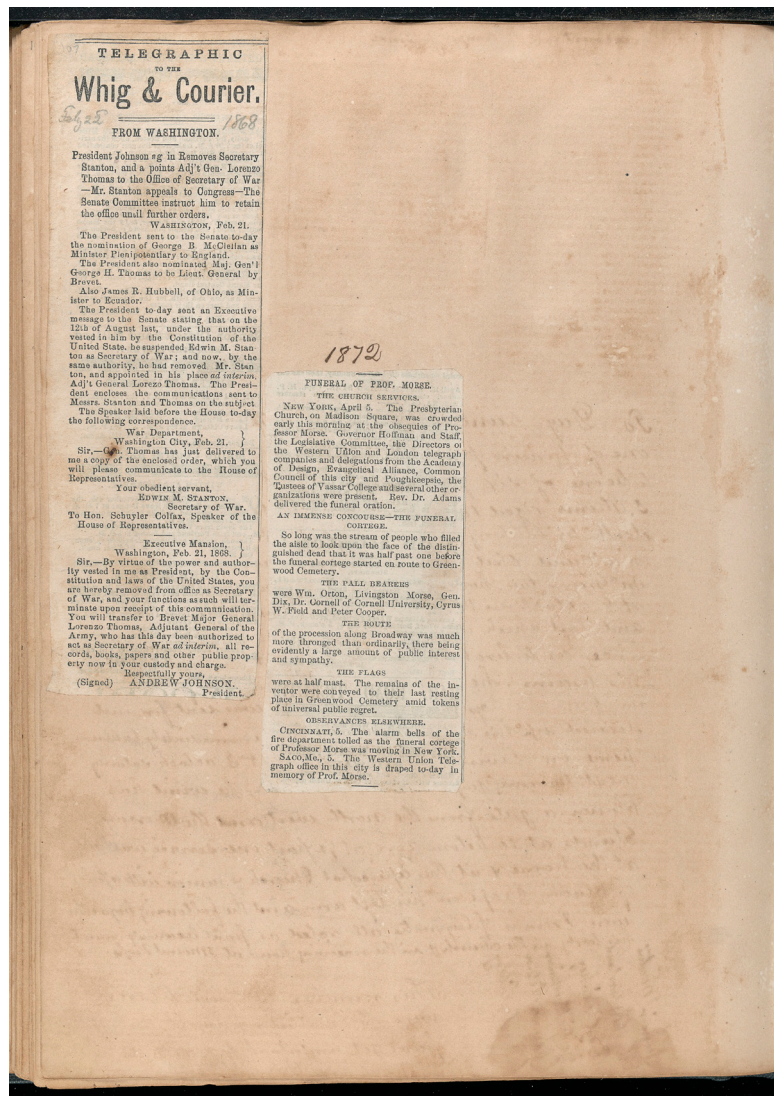 TELEGRAPHIC
TO THE
Whig & Courier.
Feb 22 1868
FROM WASHINGTON.
President Johnson ag in Removes Secretary
Stanton, and a points Adj't Gen. Lorenzo
Thomas to the Office of Secretary of War
—Mr. Stanton appeals to Congress—The
Senate Committee instruct him to retain
the office until further orders.
WASHINGTON, Feb. 21.
The President sent to the Senate to-day
the nomination of George B. McClellan as
Minister Plenipotentiary to England.
The President also nominated Maj. Gen'l
George H. Thomas to be Lieut. General by
Brevet.
Also James R. Hubbell, of Ohio, as Min-
ister to Ecuador.
The President to-day sent an Executive
message to the Senate stating that on the
12th of August last, under the authority
vested in him by the Constitution of the
United State. he suspended Edwin M. Stan
ton as Secretary of War; and now, by the
same authority, he had removed Mr. Stan
ton, and appointed in his place ad interim,
Adj't General Lorezo Thomas. The Presi-
dent encloses the communications sent to
Messrs. Stanton and Thomas on the subject
The Speaker laid before the House to-day
the following correspondence.
War Department, }
Washington City, Feb. 21. }
Sir,—Gen. Thomas has just delivered to
me a copy of the enclosed order, which you
will please communicate to the House of
Representatives.
Your obedient servant,
EDWIN M. STANTON,
Secretary of War.
To Hon. Schuyler Colfax, Speaker of the
House of Representatives.
Executive Mansion, }
Washington, Feb. 21, 1868. }
Sir.—By virtue of the power and author-
ity vested in me as President, by the Con-
stitution and laws of the United States, you
are hereby removed from office as Secretary
of War, and your functions as such will ter-
minate upon receipt of this communication.
You will transfer to Brevet Major General
Lorenzo Thomas, Adjutant General of the
Army, who has this day been authorized to
act as Secretary of War ad interim, all re-
cords, books, papers and other public prop
erty now in your custody and charge.
Respectfully yours,
(Signed) ANDREW JOHNSON.
President.
1872
FUNERAL OF PROF. MORSE.
THE CHURCH SERVICES.
NEW YORK, April 5. The Presbyterian
Church, on Madison Square, was crowded
early this morning at the obsequies of Pro-
fessor Morse. Governor Hoffman and Staff,
the Legislative Committee, the Directors of
the Western Union and London telegraph
companies and delegations from the Academy
of Design, Evangelical Alliance, Common
Council of this city and Poughkeepsie, the
Trustees of Vassar College and several other or-
ganizations were present. Rev. Dr. Adams
delivered the funeral oration.
AN IMMENSE CONCOURSE—THE FUNERAL
CORTEGE.
So long was the stream of people who filled
the aisle to look upon the face of the distin-
guished dead that it was half past one before
the funeral cortege started en route to Green-
wood Cemetery.
THE PALL BEARERS
were Wm. Orton, Livingston Morse, Gen.
Dix, Dr. Cornell of Cornell University, Cyrus
W. Field and Peter Cooper.
THE ROUTE
of the procession along Broadway was much
more thronged than ordinarily, there being
evidently a large amount of public interest
and sympathy.
THE FLAGS
were at half mast. The remains of the in-
ventor were conveyed to their last resting
place in Greenwood Cemetery amid tokens
of universal public regret.
OBSERVANCES ELSEWHERE.
CINCINNATI, 5. The alarm bells of the
fire department tolled as the funeral cortege
of Professor Morse was moving in New York.
SACO, Me., 5. The Western Union Tele-
graph office in this city is draped to-day in
memory of Prof. Morse.